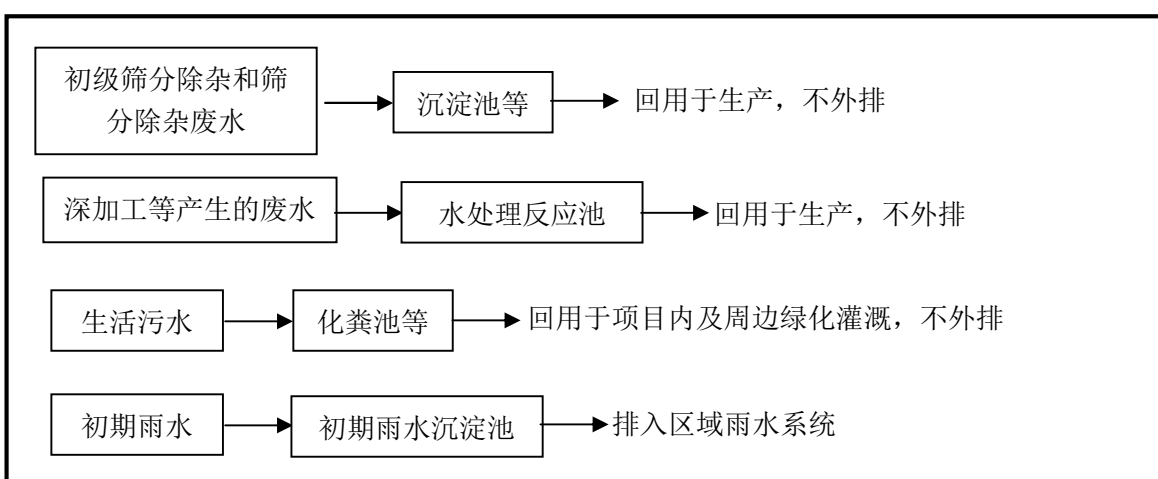 初级筛分除杂和筛
分除杂废水
沉淀池等
回用于生产，不外排
深加工等产生的废水
水处理反应池
回用于生产，不外排
生活污水
化粪池等
回用于项目内及周边绿化灌溉，不外排
初期雨水
初期雨水沉淀池
排入区域雨水系统